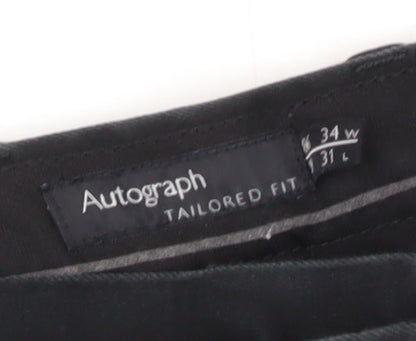 Autograph
TAILORED FIT
34 W
31 L